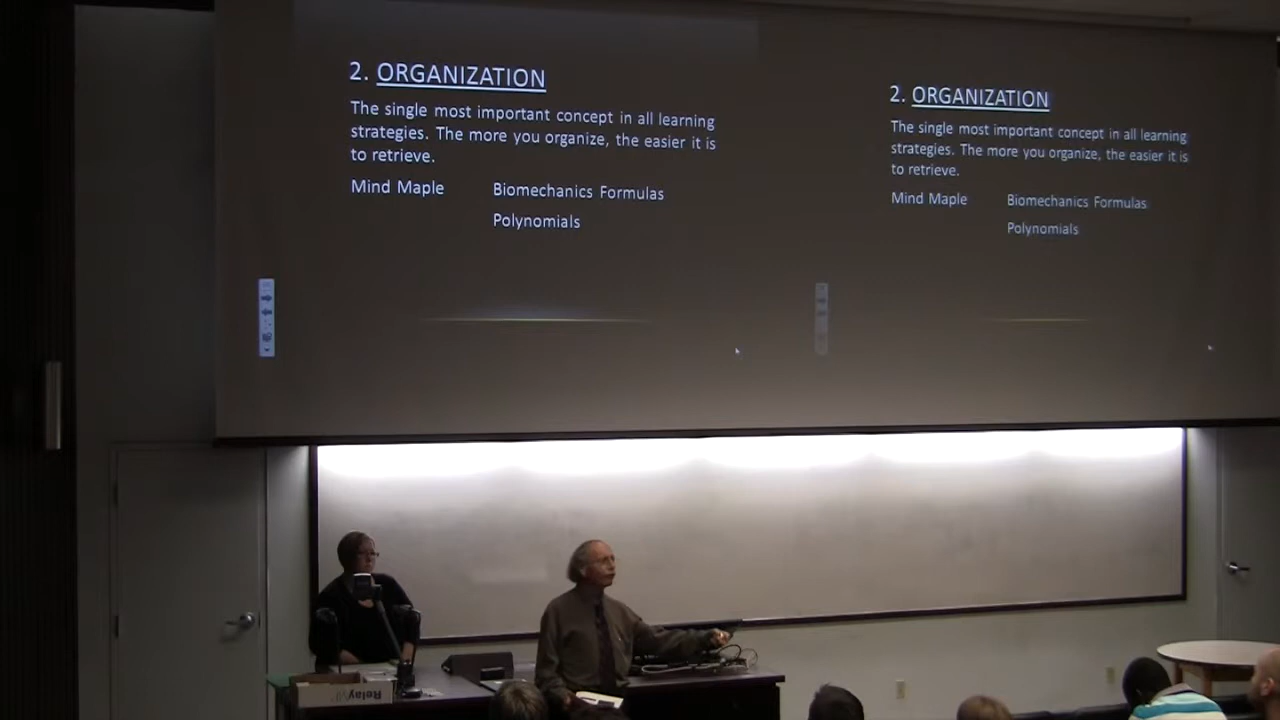 2. ORGANIZATION
The single most important concept in all learning
strategies. The more you organize, the easier it is
to retrieve.
Mind Maple Biomechanics Formulas
Polynomials
2. ORGANIZATION
The single most important concept in all learning
strategies. The more you organize, the easier it is
to retrieve.
Mind Maple Biomechanics Formulas
Polynomials
Relay